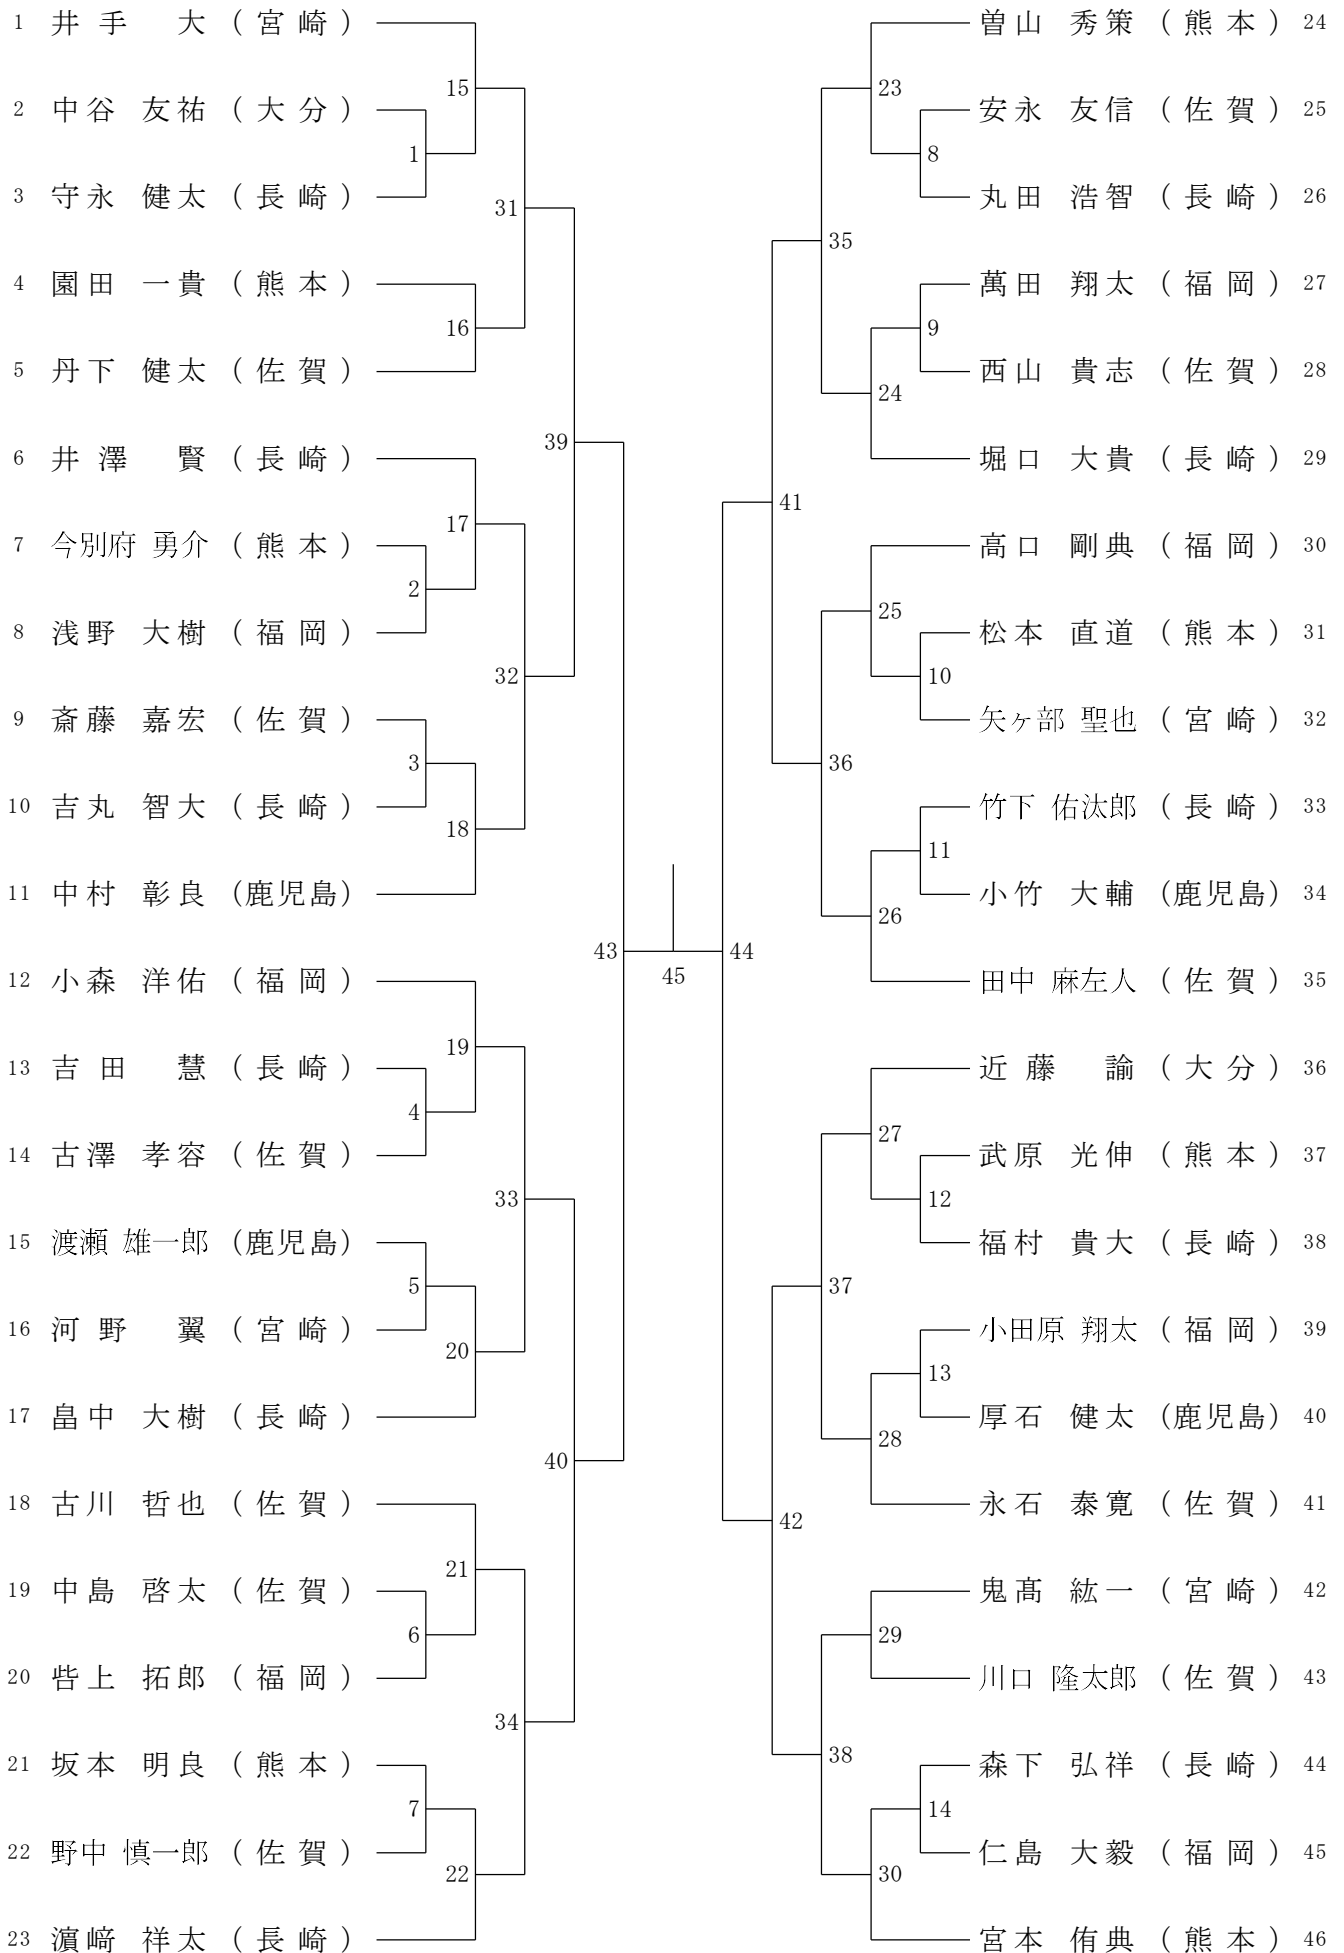 1 井手 大 (宮崎)
2 中谷 友祐 (大分)
3 守永 健太 (長崎)
4 園田 一貴 (熊本)
5 丹下 健太 (佐賀)
6 井澤 賢 (長崎)
7 今別府 勇介 (熊本)
8 浅野 大樹 (福岡)
9 斎藤 嘉宏 (佐賀)
10 吉丸 智大 (長崎)
11 中村 彰良 (鹿児島)
12 小森 洋佑 (福岡)
13 吉田 慧 (長崎)
14 古澤 孝容 (佐賀)
15 渡瀬 雄一郎 (鹿児島)
16 河野 翼 (宮崎)
17 畠中 大樹 (長崎)
18 古川 哲也 (佐賀)
19 中島 啓太 (佐賀)
20 呰上 拓郎 (福岡)
21 坂本 明良 (熊本)
22 野中 慎一郎 (佐賀)
23 濵﨑 祥太 (長崎)
15
1
31
16
39
17
2
32
3
18
43
19
4
33
5
20
40
21
6
34
7
22
45
44
23
8
35
9
24
41
25
10
36
11
26
27
12
37
13
28
42
29
38
14
30
曽山 秀策 (熊本) 24
安永 友信 (佐賀) 25
丸田 浩智 (長崎) 26
萬田 翔太 (福岡) 27
西山 貴志 (佐賀) 28
堀口 大貴 (長崎) 29
高口 剛典 (福岡) 30
松本 直道 (熊本) 31
矢ヶ部 聖也 (宮崎) 32
竹下 佑汰郎 (長崎) 33
小竹 大輔 (鹿児島) 34
田中 麻左人 (佐賀) 35
近藤 諭 (大分) 36
武原 光伸 (熊本) 37
福村 貴大 (長崎) 38
小田原 翔太 (福岡) 39
厚石 健太 (鹿児島) 40
永石 泰寛 (佐賀) 41
鬼髙 紘一 (宮崎) 42
川口 隆太郎 (佐賀) 43
森下 弘祥 (長崎) 44
仁島 大毅 (福岡) 45
宮本 侑典 (熊本) 46